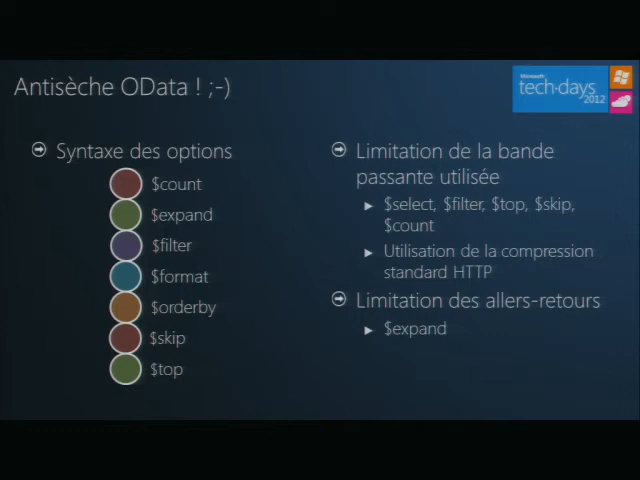 Antisèche OData ! ;-)
Microsoft
tech·days
2012
Syntaxe des options
$count
$expand
$filter
$format
$orderby
$skip
$top
Limitation de la bande
passante utilisée
$select, $filter, $top, $skip,
$count
Utilisation de la compression
standard HTTP
Limitation des allers-retours
$expand